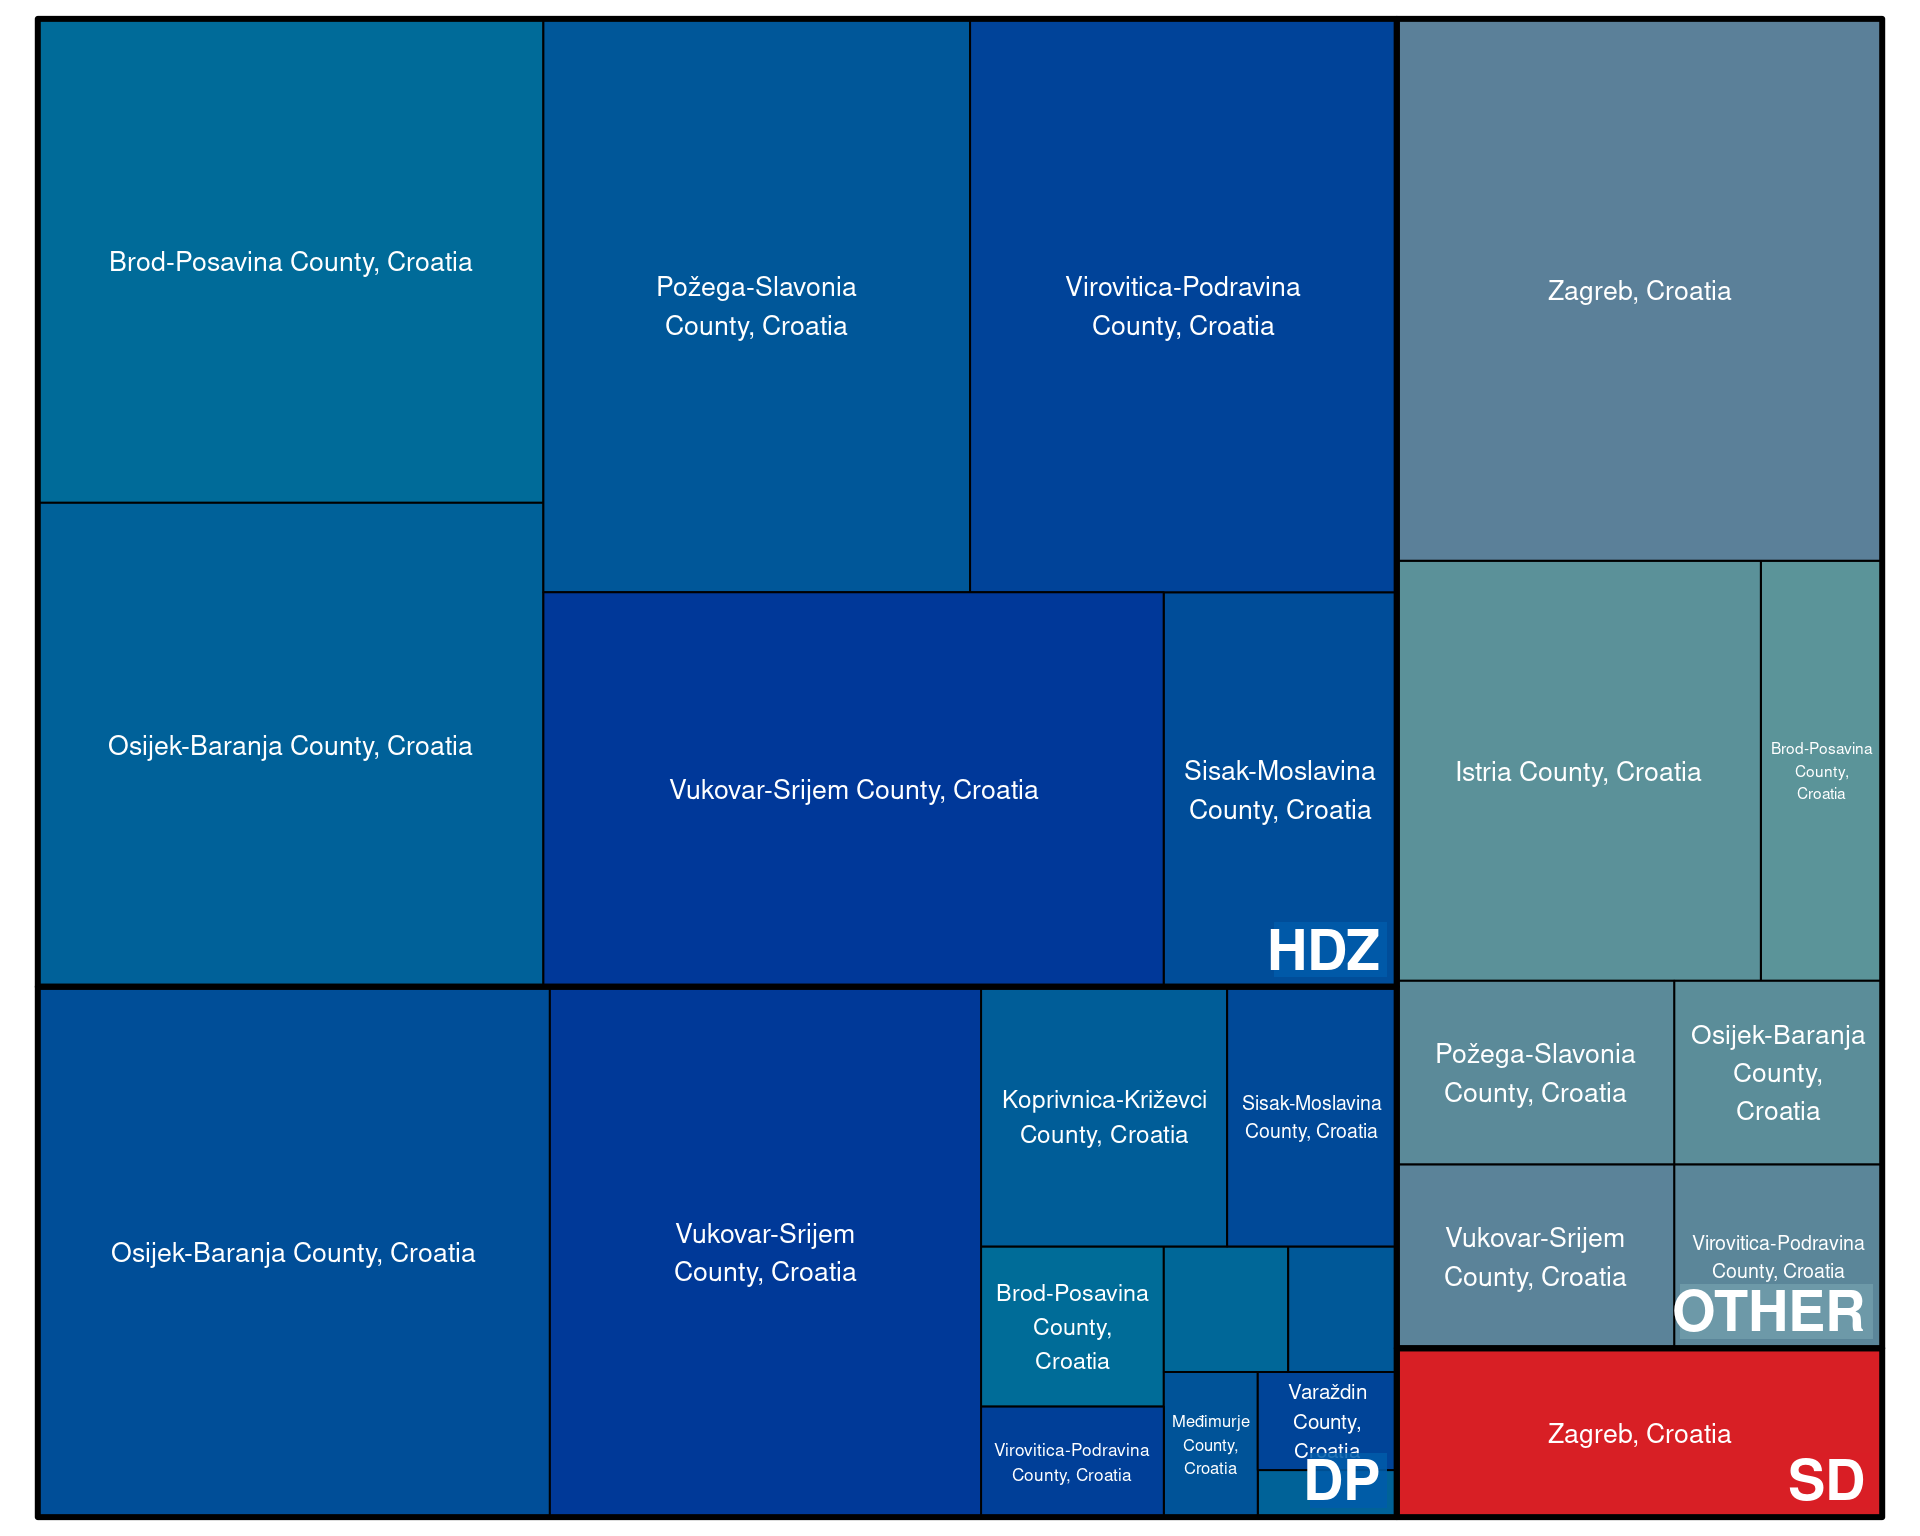 Brod-Posavina County, Croatia
Požega-Slavonia
County, Croatia
Virovitica-Podravina
County, Croatia
Osijek-Baranja County, Croatia
Vukovar-Srijem County, Croatia
Sisak-Moslavina
County, Croatia
HDZ
Zagreb, Croatia
Istria County, Croatia
Brod-Posavina
County,
Croatia
Požega-Slavonia
County, Croatia
Osijek-Baranja
County,
Croatia
Vukovar-Srijem
County, Croatia
Virovitica-Podravina
County, Croatia
OTHER
Osijek-Baranja County, Croatia
Vukovar-Srijem
County, Croatia
Koprivnica-Križevci
County, Croatia
Sisak-Moslavina
County, Croatia
Brod-Posavina
County,
Croatia
Virovitica-Podravina
County, Croatia
Međimurje
County,
Croatia
Varaždin
County,
Croatia
DP
Zagreb, Croatia
SD